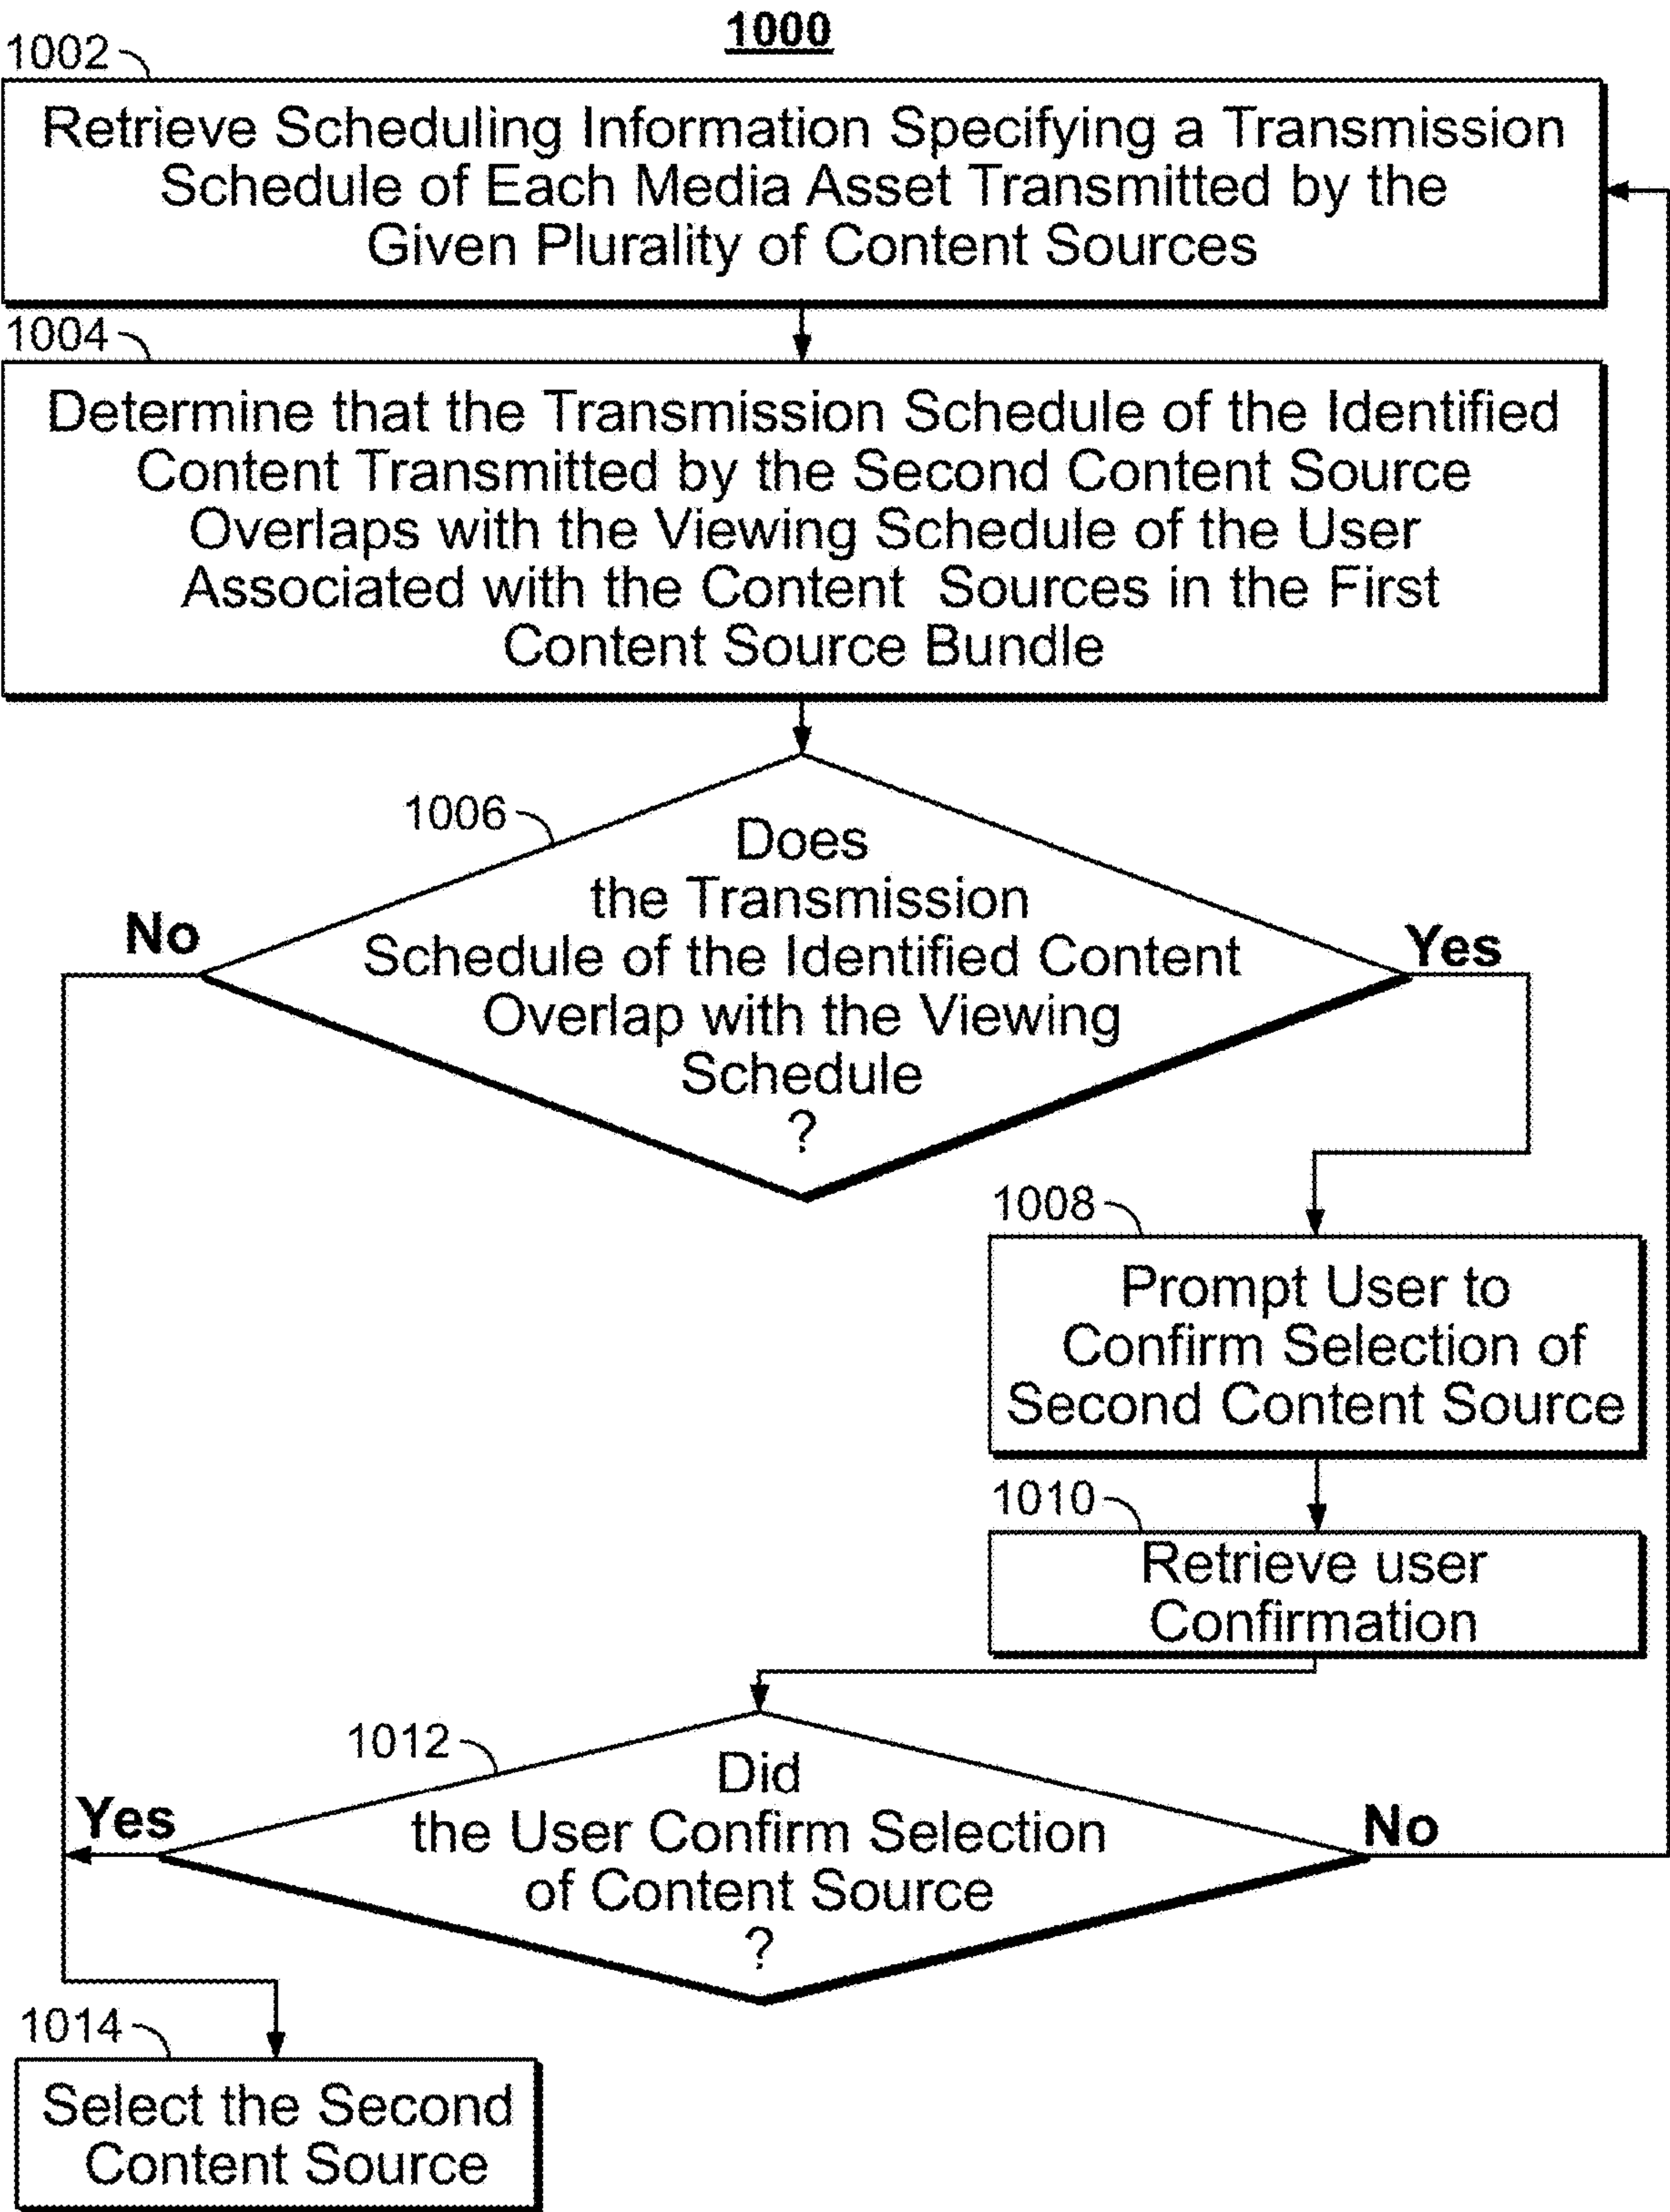 1000
1002
Retrieve Scheduling Information Specifying a Transmission
Schedule of Each Media Asset Transmitted by the
Given Plurality of Content Sources
1004
Determine that the Transmission Schedule of the Identified
Content Transmitted by the Second Content Source
Overlaps with the Viewing Schedule of the User
Associated with the Content Sources in the First
Content Source Bundle
1006
Does
the Transmission
Schedule of the Identified Content
Overlap with the Viewing
Schedule
?
No
Yes
1008
Prompt User to
Confirm Selection of
Second Content Source
1010
Retrieve user
Confirmation
1012
Did
the User Confirm Selection
of Content Source
?
Yes
No
1014
Select the Second
Content Source